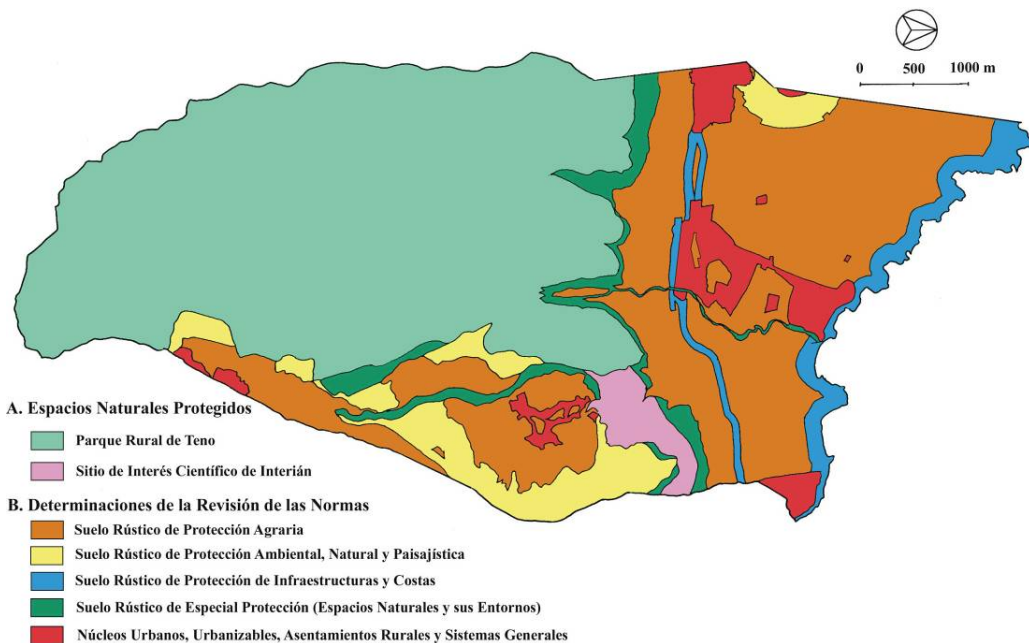 0 500 1000 m
A. Espacios Naturales Protegidos
Parque Rural de Teno
Sitio de Interés Científico de Interián
B. Determinaciones de la Revisión de las Normas
Suelo Rústico de Protección Agraria
Suelo Rústico de Protección Ambiental, Natural y Paisajística
Suelo Rústico de Protección de Infraestructuras y Costas
Suelo Rústico de Especial Protección (Espacios Naturales y sus Entornos)
Núcleos Urbanos, Urbanizables, Asentamientos Rurales y Sistemas Generales